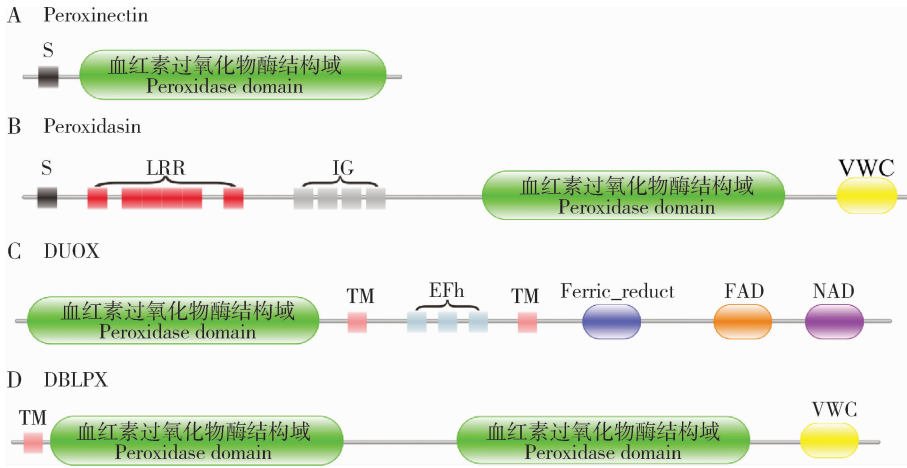 A Peroxinectin
S
血红素过氧化物酶结构域
Peroxidase domain
B Peroxidasin
S LRR IG VWC
血红素过氧化物酶结构域
Peroxidase domain
C DUOX
TM EFh TM Ferric_reduct FAD NAD
血红素过氧化物酶结构域
Peroxidase domain
D DBLPX
TM VWC
血红素过氧化物酶结构域 血红素过氧化物酶结构域
Peroxidase domain Peroxidase domain